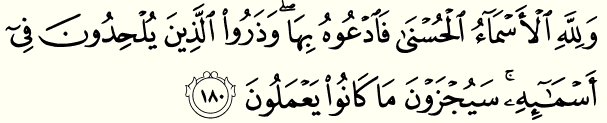 وَلِلَّهِ ٱلْأَسْمَآءُ ٱلْحُسْنَىٰ فَٱدْعُوهُ بِهَا ۖ وَذَرُوا۟ ٱلَّذِينَ يُلْحِدُونَ فِىٓ
أَسْمَـٰٓئِهِۦ ۚ سَيُجْزَوْنَ مَا كَانُوا۟ يَعْمَلُونَ ۝١٨٠